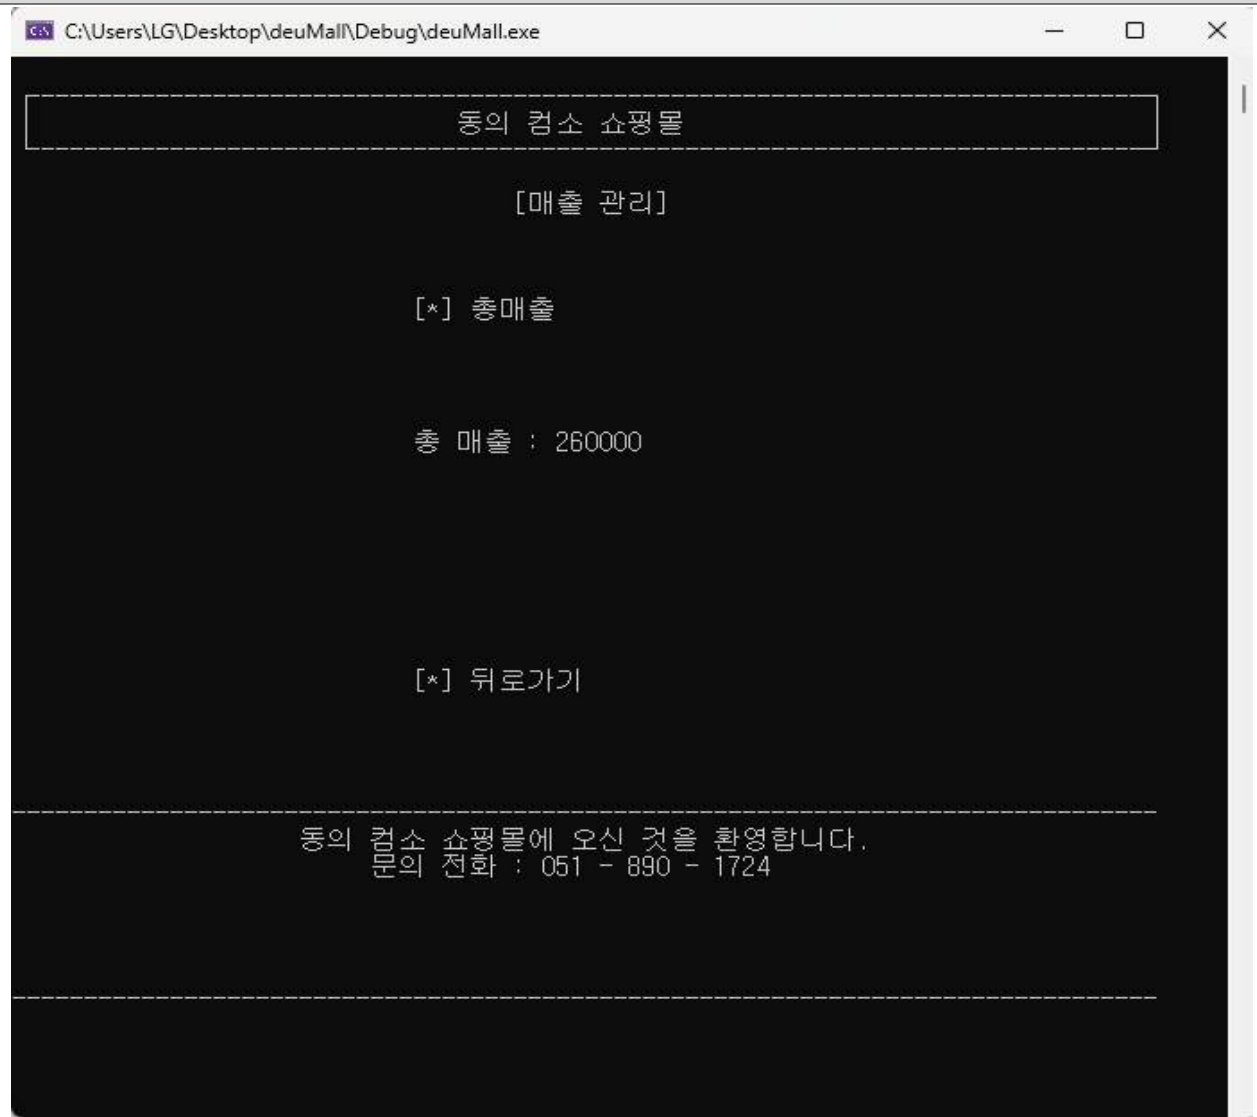 C:\Users\LG\Desktop\deuMall\Debug\deuMall.exe
동의 컴소 쇼핑몰
[매출 관리]
[*] 총매출
총 매출 : 260000
[*] 뒤로가기
동의 컴소 쇼핑몰에 오신 것을 환영합니다.
문의 전화 : 051 - 890 - 1724